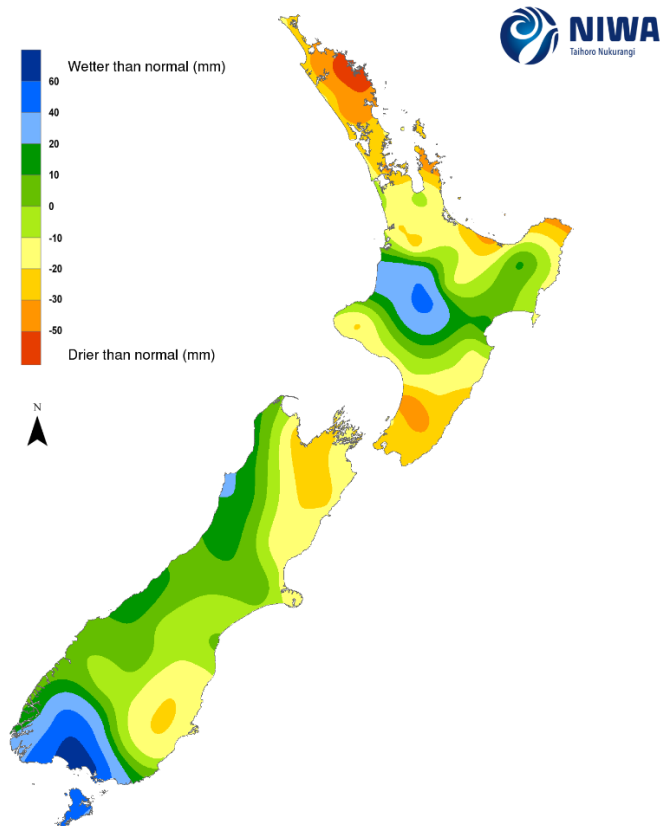 NIWA
Taihoro Nukurangi
Wetter than normal (mm)
60
40
20
10
0
-10
-20
-30
-50
Drier than normal (mm)
N